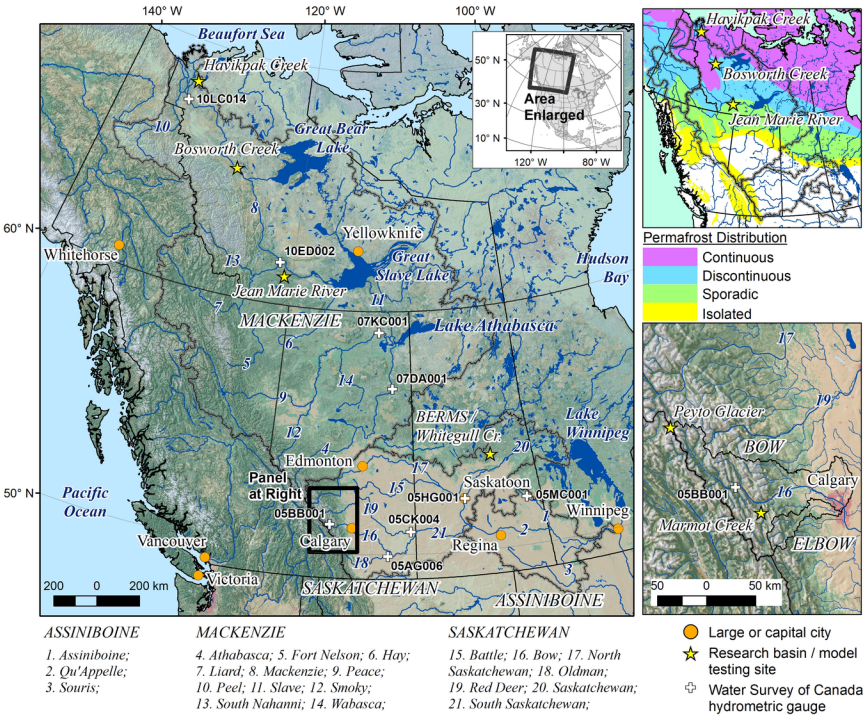 140° W
120° W
100° W
Beaufort Sea
Havikpak Creek
10LC014
10
Great Bear
Lake
Bosworth Creek
8
60° N
Whitehorse
10ED002
Yellowknife
Great
Slave Lake
13
Jean Marie River
11
7
MACKENZIE
07KC001
Lake Athabasca
6
5
14
07DA001
9
12
4
BERMS /
Whitegull Cr.
20
Lake
Winnipeg
Hudson
Bay
Edmonton
17
Panel
at Right
15
Saskatoon
50° N
05HG001
05MC001
05BB001
19
Pacific
Ocean
Calgary
16
05CK004
21
1
Winnipeg
Regina
2
Vancouver
18
05AG006
3
Victoria
SASKATCHEWAN
ASSINIBOINE
200 0 200 km
50° N
30° N
10° N
Area
Enlarged
120° W
80° W
Havikpak Creek
Bosworth Creek
Jean Marie River
Permafrost Distribution
Continuous
Discontinuous
Sporadic
Isolated
17
19
Peyto Glacier
BOW
Calgary
05BB001
16
Marmot Creek
ELBOW
50 0 50 km
ASSINIBOINE
1. Assiniboine;
2. Qu'Appelle;
3. Souris;
MACKENZIE
4. Athabasca; 5. Fort Nelson; 6. Hay;
7. Liard; 8. Mackenzie; 9. Peace;
10. Peel; 11. Slave; 12. Smoky;
13. South Nahanni; 14. Wabasca;
SASKATCHEWAN
15. Battle; 16. Bow; 17. North
Saskatchewan; 18. Oldman;
19. Red Deer; 20. Saskatchewan;
21. South Saskatchewan;
Large or capital city
Research basin / model
testing site
Water Survey of Canada
hydrometric gauge